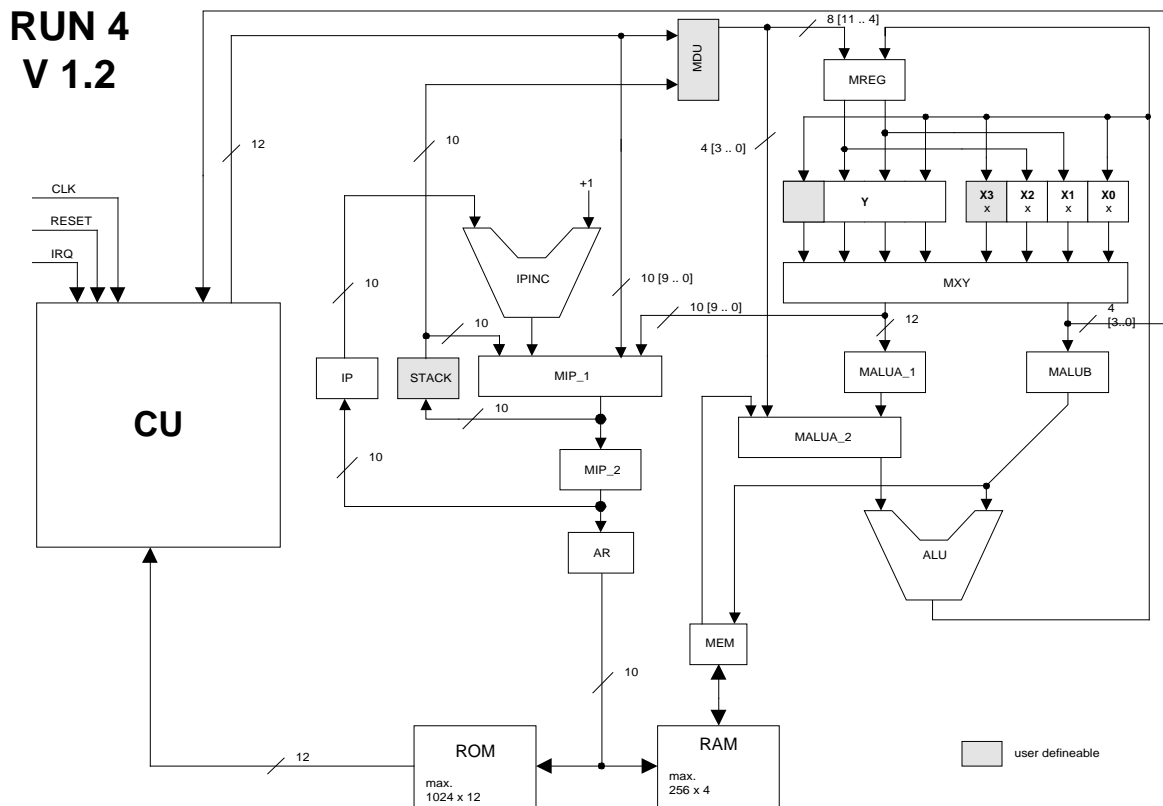 RUN 4
V 1.2
8 [11 .. 4]
MDU
MREG
12
10
4 [3 .. 0]
CLK
RESET
IRQ
+1
Y
X3
x
X2
x
X1
x
X0
x
IPINC
10
10 [9 .. 0]
MXY
10
10 [9 .. 0]
12
4
[3..0]
CU
IP
STACK
MIP_1
MALUA_1
MALUB
10
MALUA_2
10
MIP_2
AR
ALU
MEM
10
ROM
max.
1024 x 12
RAM
max.
256 x 4
12
user defineable